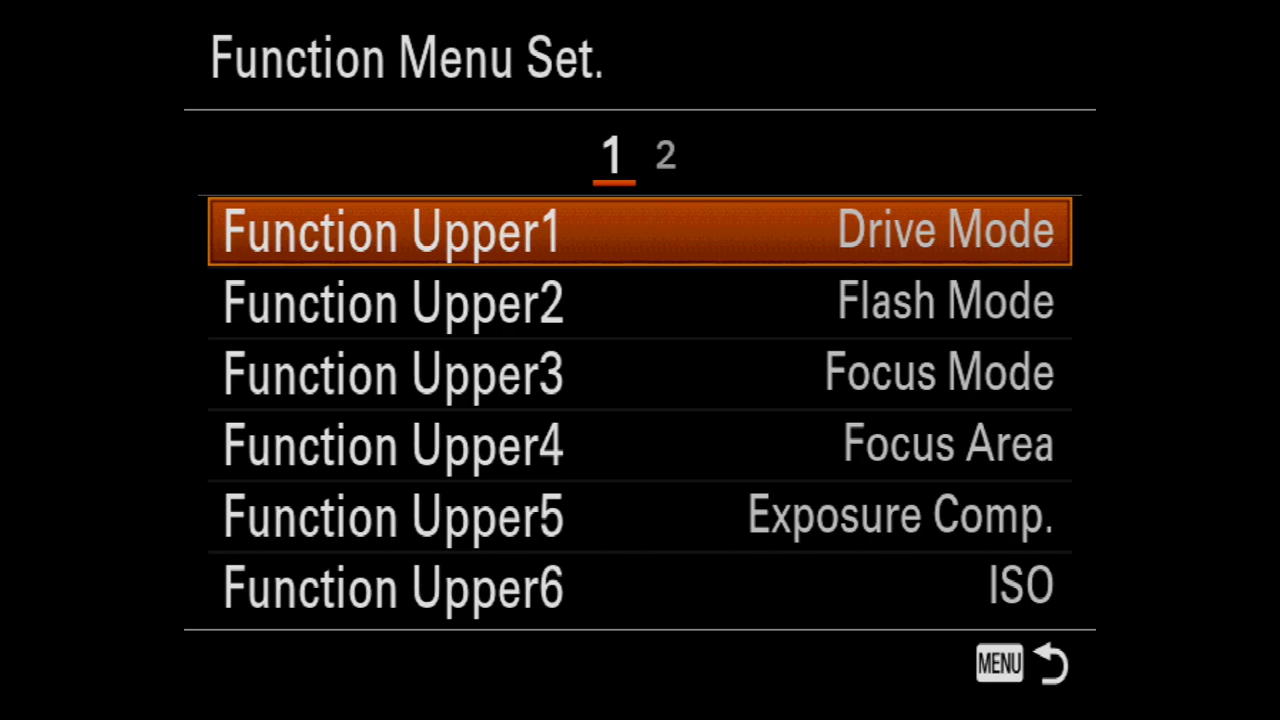 Function Menu Set.
1 2
Function Upper1 Drive Mode
Function Upper2 Flash Mode
Function Upper3 Focus Mode
Function Upper4 Focus Area
Function Upper5 Exposure Comp.
Function Upper6 ISO
MENU